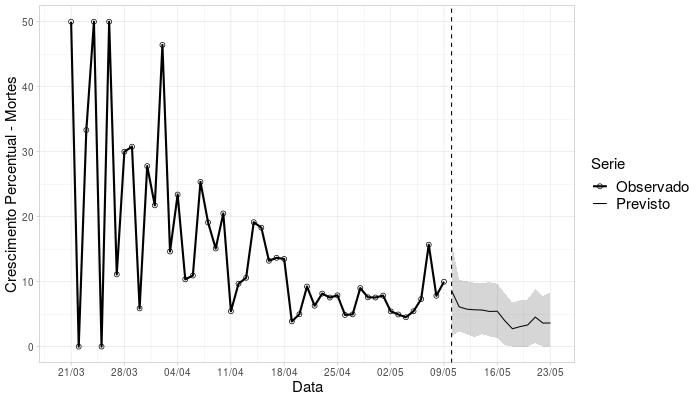 Crescimento Percentual - Mortes
50
40
30
20
10
0
21/03 28/03 04/04 11/04 18/04 25/04 02/05 09/05 16/05 23/05
Data
Serie
Observado
Previsto